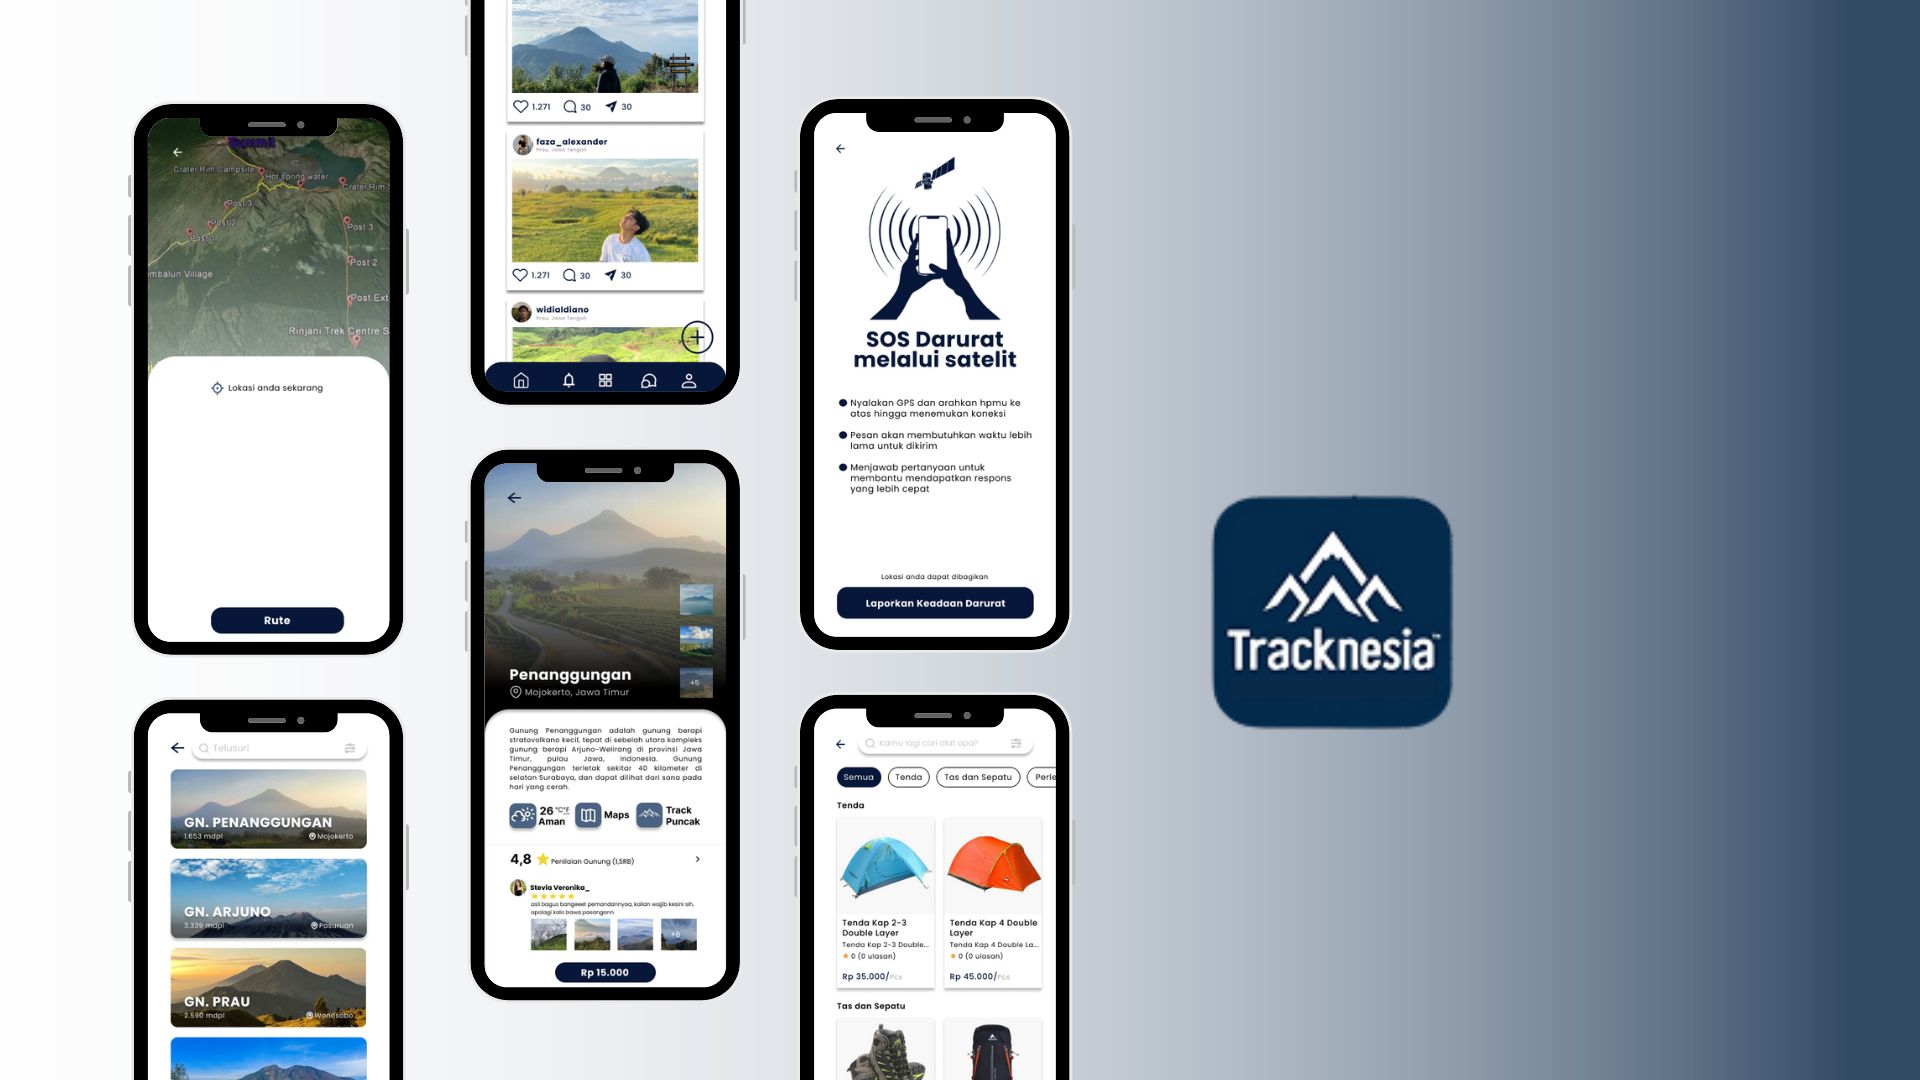 Summit
Crater Rim Campsite
Hot spring water
Crater Rim
Post 3
Post 2
Post 1
Post 3
Post 2
mbalun Village
Post Ext
Rinjani Trek Centre S
Lokasi anda sekarang
Rute
Telusuri
GN. PENANGGUNGAN
1.653 mdpl
Mojokerto
GN. ARJUNO
3.339 mdpl
Pasuruan
GN. PRAU
2.590 mdpl
Wonosobo
1.271 30 30
faza_alexander
Prau, Jawa Tengah
1.271 30 30
widialdiano
Prau, Jawa Tengah
Penanggungan
Mojokerto, Jawa Timur
+5
Gunung Penanggungan adalah gunung berapi
stratovolkano kecil, tepat di sebelah utara kompleks
gunung berapi Arjuno-Welirang di provinsi Jawa
Timur, pulau Jawa, Indonesia. Gunung
Penanggungan terletak sekitar 40 kilometer di
selatan Surabaya, dan dapat dilihat dari sana pada
hari yang cerah.
26 °C°F
Aman
Maps
Track
Puncak
4,8 Penilaian Gunung (1,5RB)
Stevia Veronika_
asli bagus bangeeet pemandannyaa, kalian wajiib kesini sih,
apalagi kalo bawa pasangann
+6
Rp 15.000
SOS Darurat
melalui satelit
Nyalakan GPS dan arahkan hpmu ke
atas hingga menemukan koneksi
Pesan akan membutuhkan waktu lebih
lama untuk dikirim
Menjawab pertanyaan untuk
membantu mendapatkan respons
yang lebih cepat
Lokasi anda dapat dibagikan
Laporkan Keadaan Darurat
Kamu lagi cari alat apa?
Semua Tenda Tas dan Sepatu Perle
Tenda
Tenda Kap 2-3
Double Layer
Tenda Kap 2-3 Double...
0 (0 ulasan)
Rp 35.000/Pcs
Tenda Kap 4 Double
Layer
Tenda Kap 4 Double La...
0 (0 ulasan)
Rp 45.000/Pcs
Tas dan Sepatu
Tracknesia™